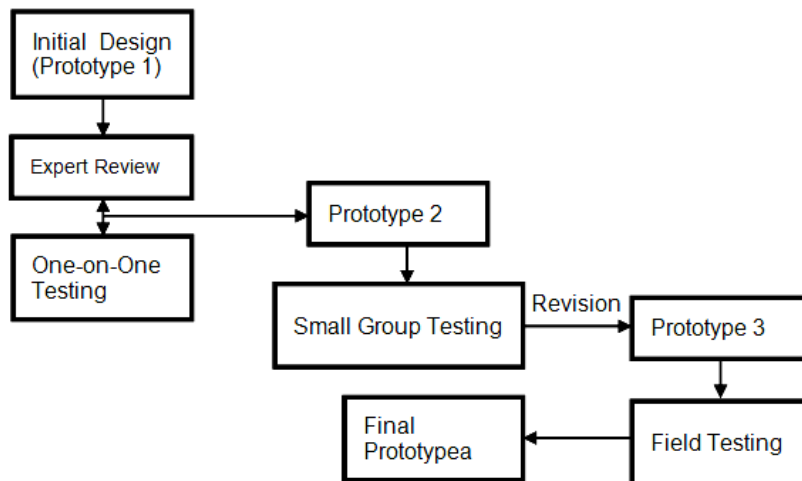 Initial Design
(Prototype 1)
Expert Review
One-on-One
Testing
Prototype 2
Small Group Testing
Revision
Prototype 3
Field Testing
Final
Prototypea